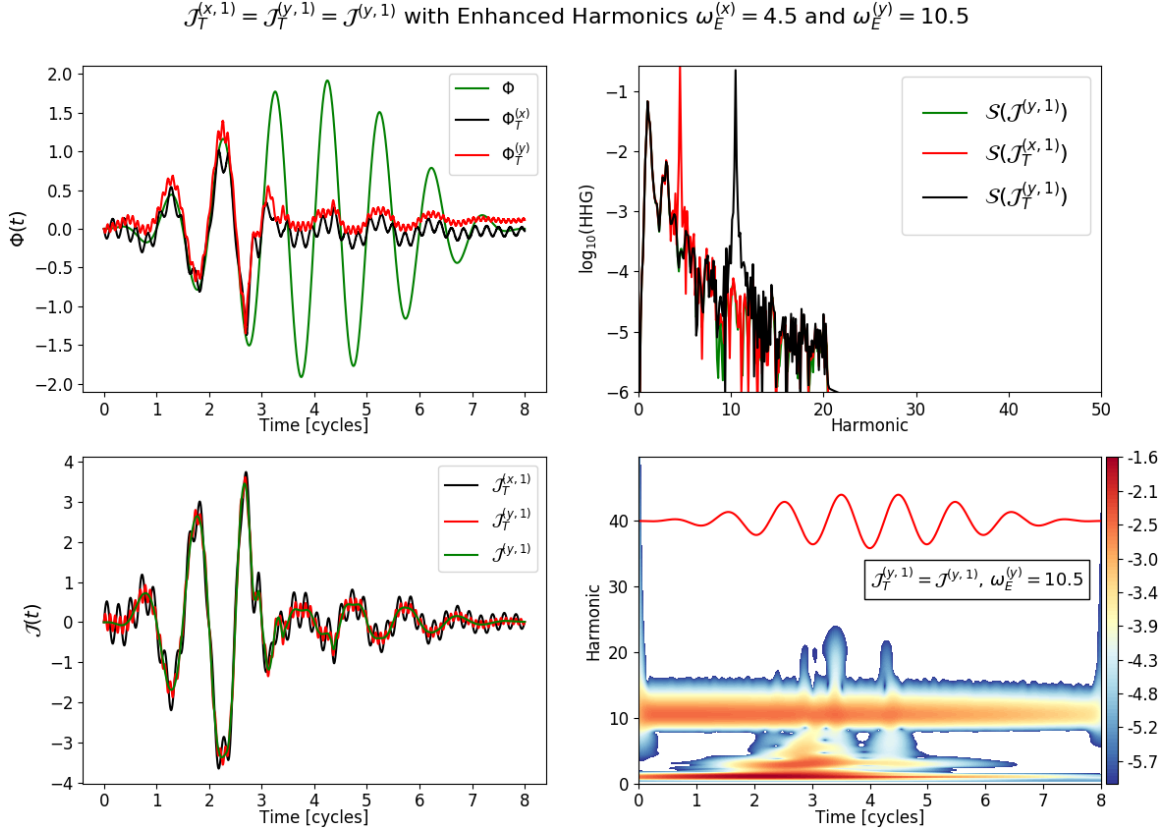 𝒥_T^(x,1) = 𝒥_T^(y,1) = 𝒥^(y,1) with Enhanced Harmonics ω_E^(x) = 4.5 and ω_E^(y) = 10.5
2.0
1.5
1.0
0.5
0.0
−0.5
−1.0
−1.5
−2.0
Φ(t)
0 1 2 3 4 5 6 7 8
Time [cycles]
Φ
Φ_T^(x)
Φ_T^(y)
−1
−2
−3
−4
−5
−6
log₁₀(HHG)
0 10 20 30 40 50
Harmonic
𝒮(𝒥^(y,1))
𝒮(𝒥_T^(x,1))
𝒮(𝒥_T^(y,1))
4
3
2
1
0
−1
−2
−3
−4
𝒥(t)
0 1 2 3 4 5 6 7 8
Time [cycles]
𝒥_T^(x,1)
𝒥_T^(y,1)
𝒥^(y,1)
40
30
20
10
0
Harmonic
0 1 2 3 4 5 6 7 8
Time [cycles]
𝒥_T^(y,1) = 𝒥^(y,1), ω_E^(y) = 10.5
-1.6
-2.1
-2.5
-3.0
-3.4
-3.9
-4.3
-4.8
-5.2
-5.7